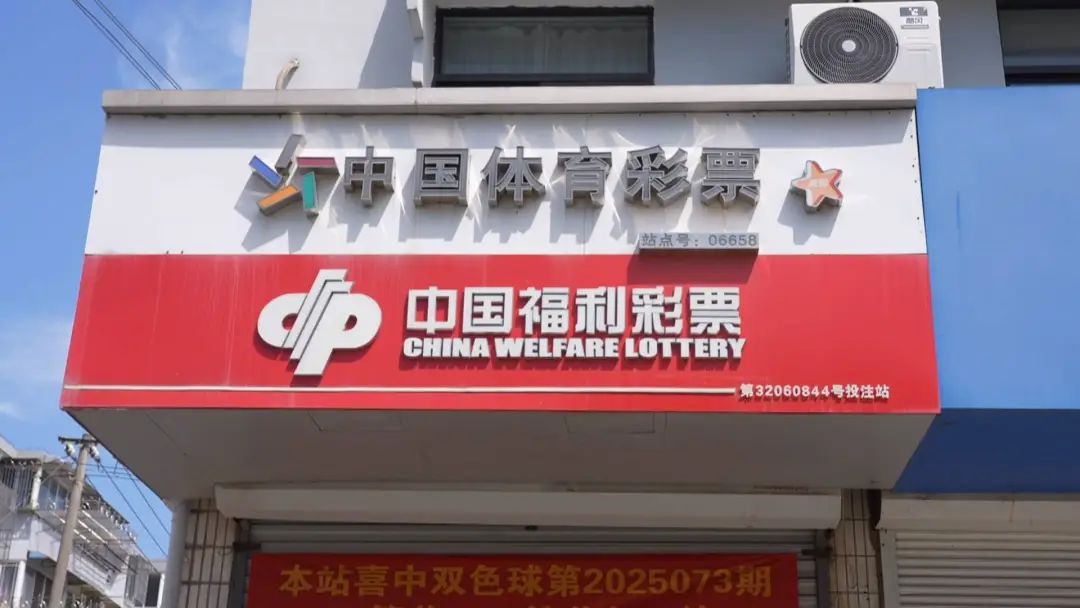 中国体育彩票
站点号：06658
中国福利彩票
CHINA WELFARE LOTTERY
第32060844号投注站
本站喜中双色球第2025073期